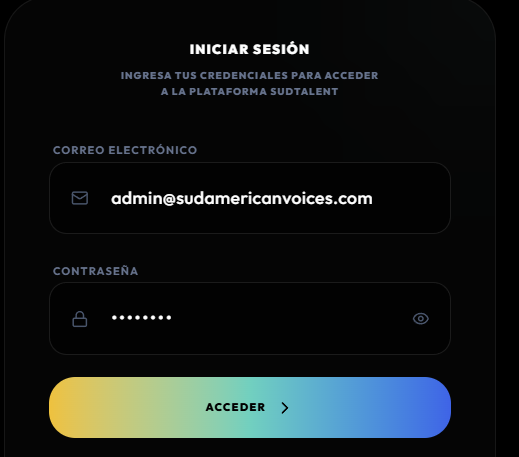 INICIAR SESIÓN
INGRESA TUS CREDENCIALES PARA ACCEDER
A LA PLATAFORMA SUDTALENT
CORREO ELECTRÓNICO
admin@sudamericanvoices.com
CONTRASEÑA
••••••••
ACCEDER